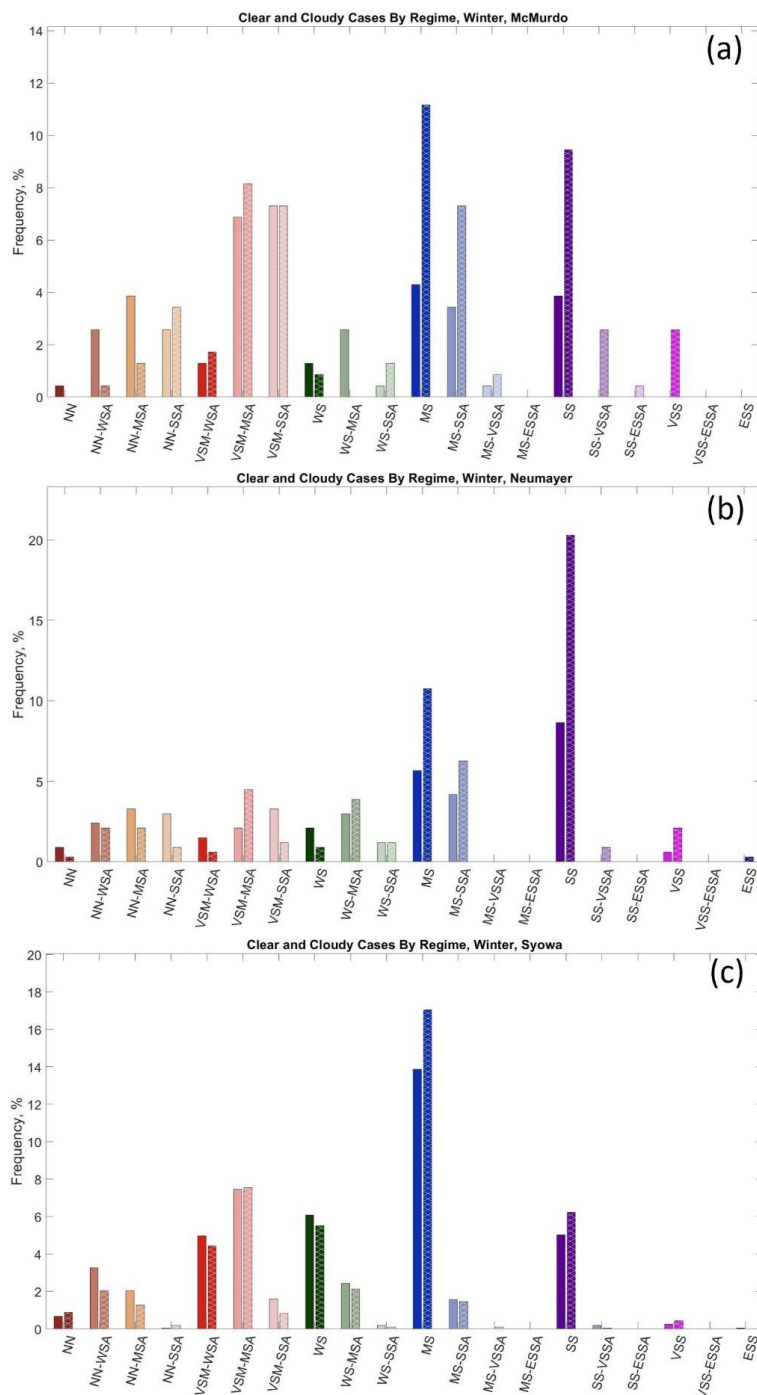 Clear and Cloudy Cases By Regime, Winter, McMurdo
(a)
14
12
10
8
6
4
2
0
Frequency, %
NN
NN-WSA
NN-MSA
NN-SSA
VSM-WSA
VSM-MSA
VSM-SSA
WS
WS-MSA
WS-SSA
MS
MS-SSA
MS-VSSA
MS-ESSA
SS
SS-VSSA
SS-ESSA
VSS
VSS-ESSA
ESS
Clear and Cloudy Cases By Regime, Winter, Neumayer
(b)
20
15
10
5
0
Frequency, %
NN
NN-WSA
NN-MSA
NN-SSA
VSM-WSA
VSM-MSA
VSM-SSA
WS
WS-MSA
WS-SSA
MS
MS-SSA
MS-VSSA
MS-ESSA
SS
SS-VSSA
SS-ESSA
VSS
VSS-ESSA
ESS
Clear and Cloudy Cases By Regime, Winter, Syowa
(c)
20
18
16
14
12
10
8
6
4
2
0
Frequency, %
NN
NN-WSA
NN-MSA
NN-SSA
VSM-WSA
VSM-MSA
VSM-SSA
WS
WS-MSA
WS-SSA
MS
MS-SSA
MS-VSSA
MS-ESSA
SS
SS-VSSA
SS-ESSA
VSS
VSS-ESSA
ESS